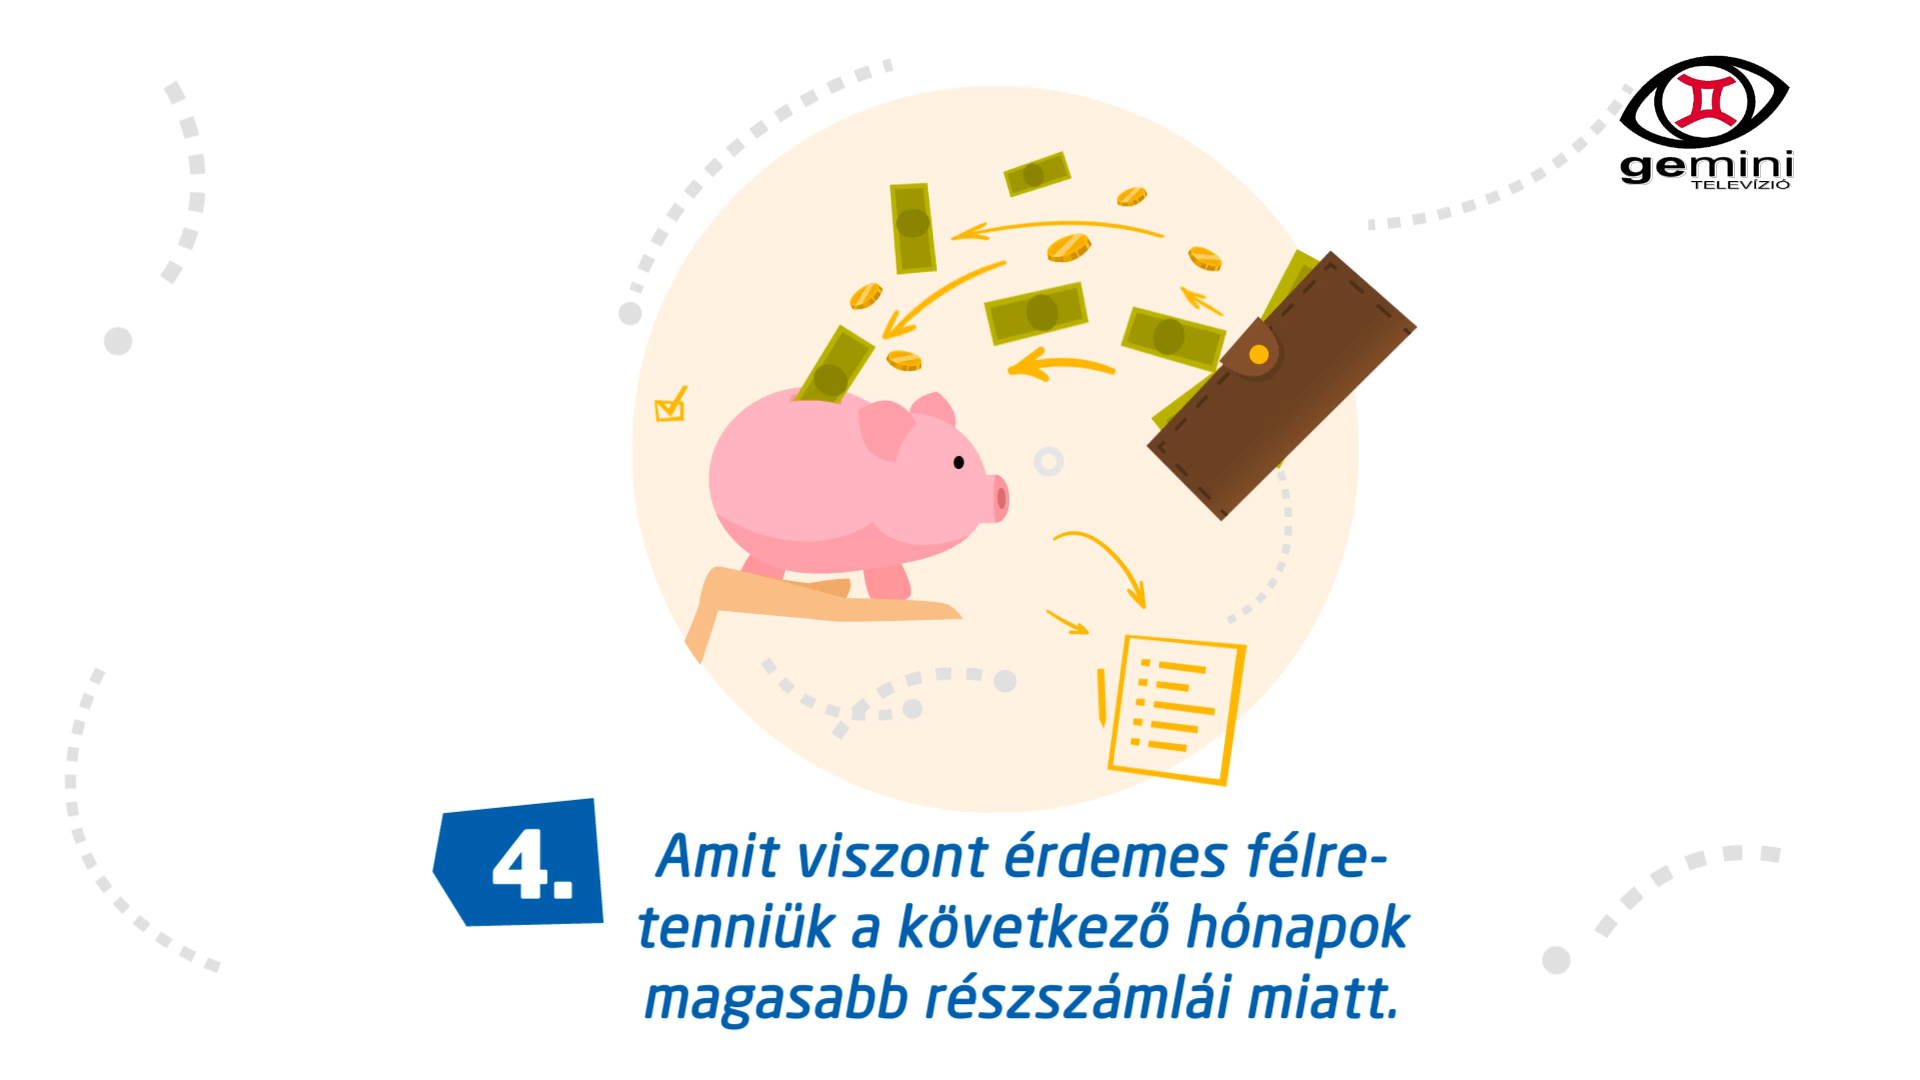 gemini
TELEVÍZIÓ
4.
Amit viszont érdemes félre-
tenniük a következő hónapok
magasabb részszámlái miatt.